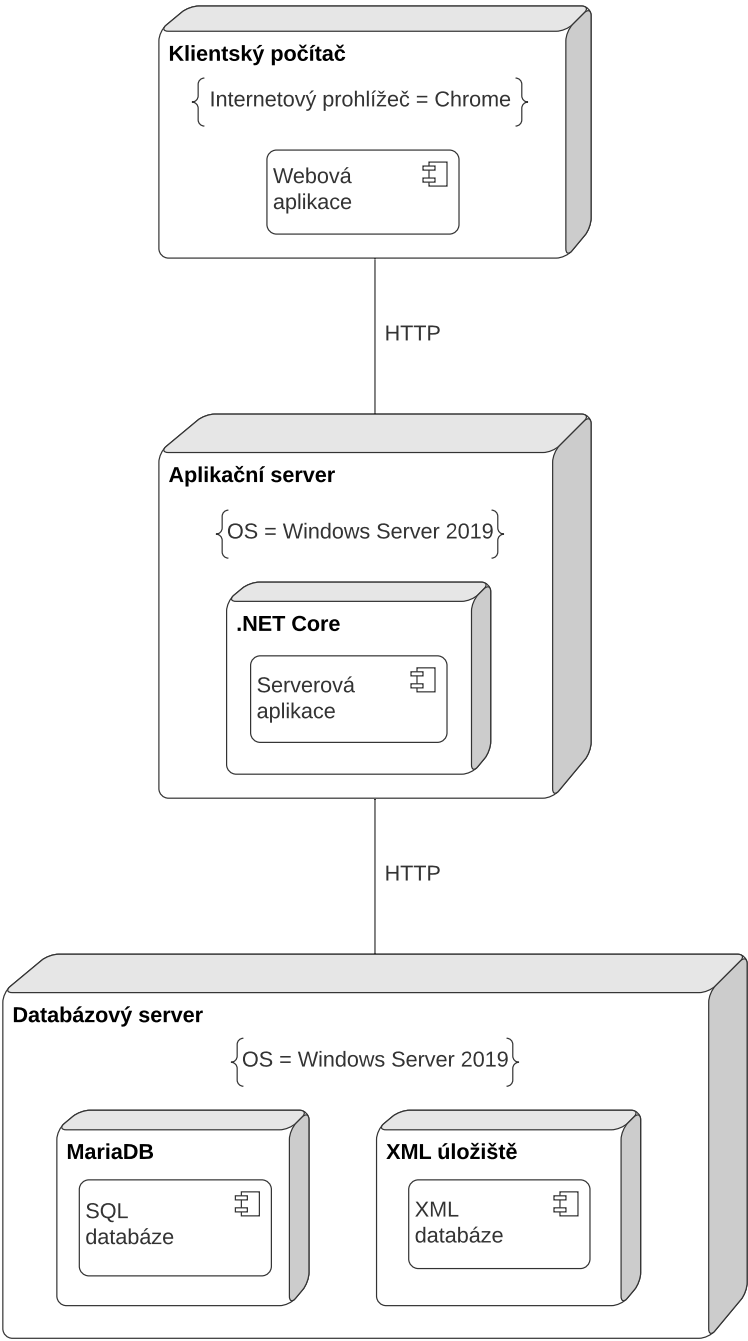 Klientský počítač
Internetový prohlížeč = Chrome
Webová
aplikace
HTTP
Aplikační server
OS = Windows Server 2019
.NET Core
Serverová
aplikace
HTTP
Databázový server
OS = Windows Server 2019
MariaDB
SQL
databáze
XML úložiště
XML
databáze